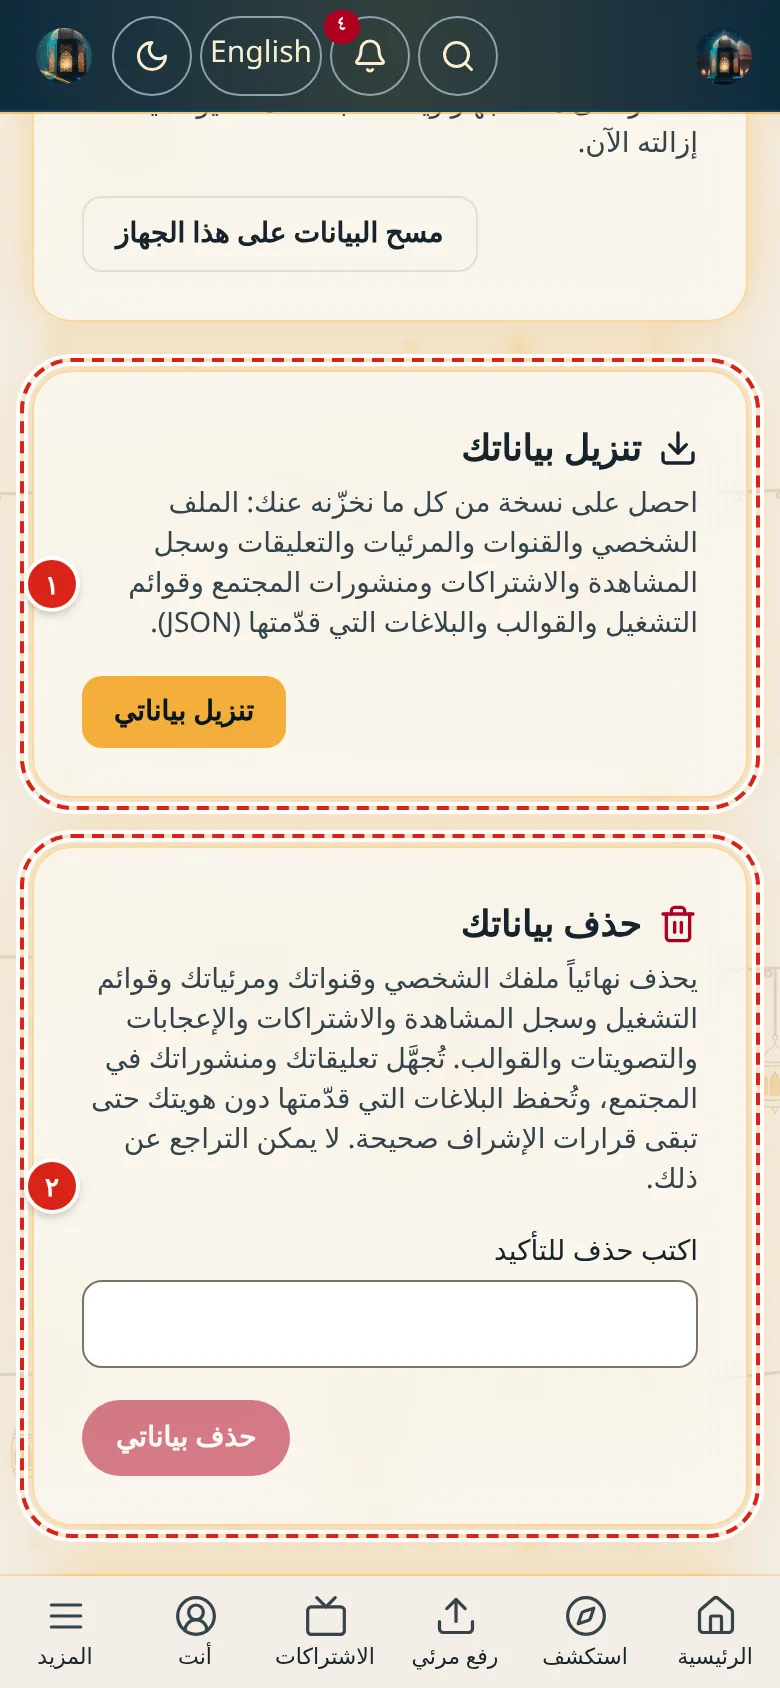 English
٤
إزالته الآن.
مسح البيانات على هذا الجهاز
تنزيل بياناتك
احصل على نسخة من كل ما نخزّنه عنك: الملف
الشخصي والقنوات والمرئيات والتعليقات وسجل
المشاهدة والاشتراكات ومنشورات المجتمع وقوائم
التشغيل والقوالب والبلاغات التي قدّمتها (JSON).
١
تنزيل بياناتي
حذف بياناتك
يحذف نهائياً ملفك الشخصي وقنواتك ومرئياتك وقوائم
التشغيل وسجل المشاهدة والاشتراكات والإعجابات
والتصويتات والقوالب. تُجهَّل تعليقاتك ومنشوراتك في
المجتمع، وتُحفظ البلاغات التي قدّمتها دون هويتك حتى
تبقى قرارات الإشراف صحيحة. لا يمكن التراجع عن
ذلك.
٢
اكتب حذف للتأكيد
حذف بياناتي
الرئيسية
استكشف
رفع مرئي
الاشتراكات
أنت
المزيد